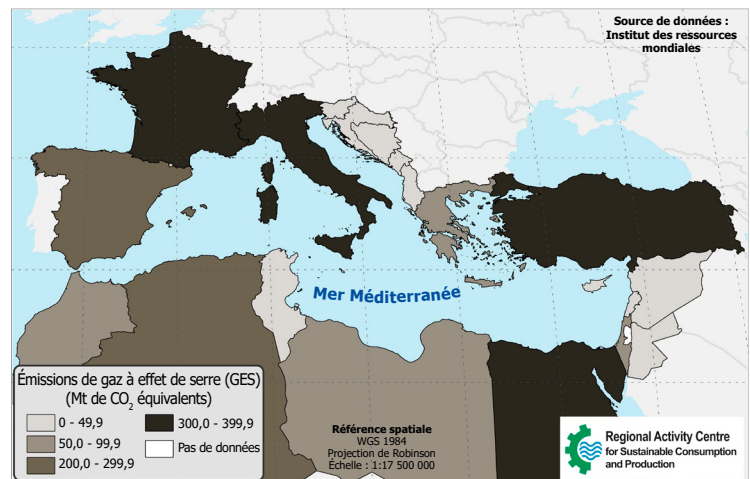 Source de données :
Institut des ressources
mondiales
Mer Méditerranée
Émissions de gaz à effet de serre (GES)
(Mt de CO₂ équivalents)
0 - 49,9
50,0 - 99,9
200,0 - 299,9
300,0 - 399,9
Pas de données
Référence spatiale
WGS 1984
Projection de Robinson
Échelle : 1:17 500 000
Regional Activity Centre
for Sustainable Consumption
and Production